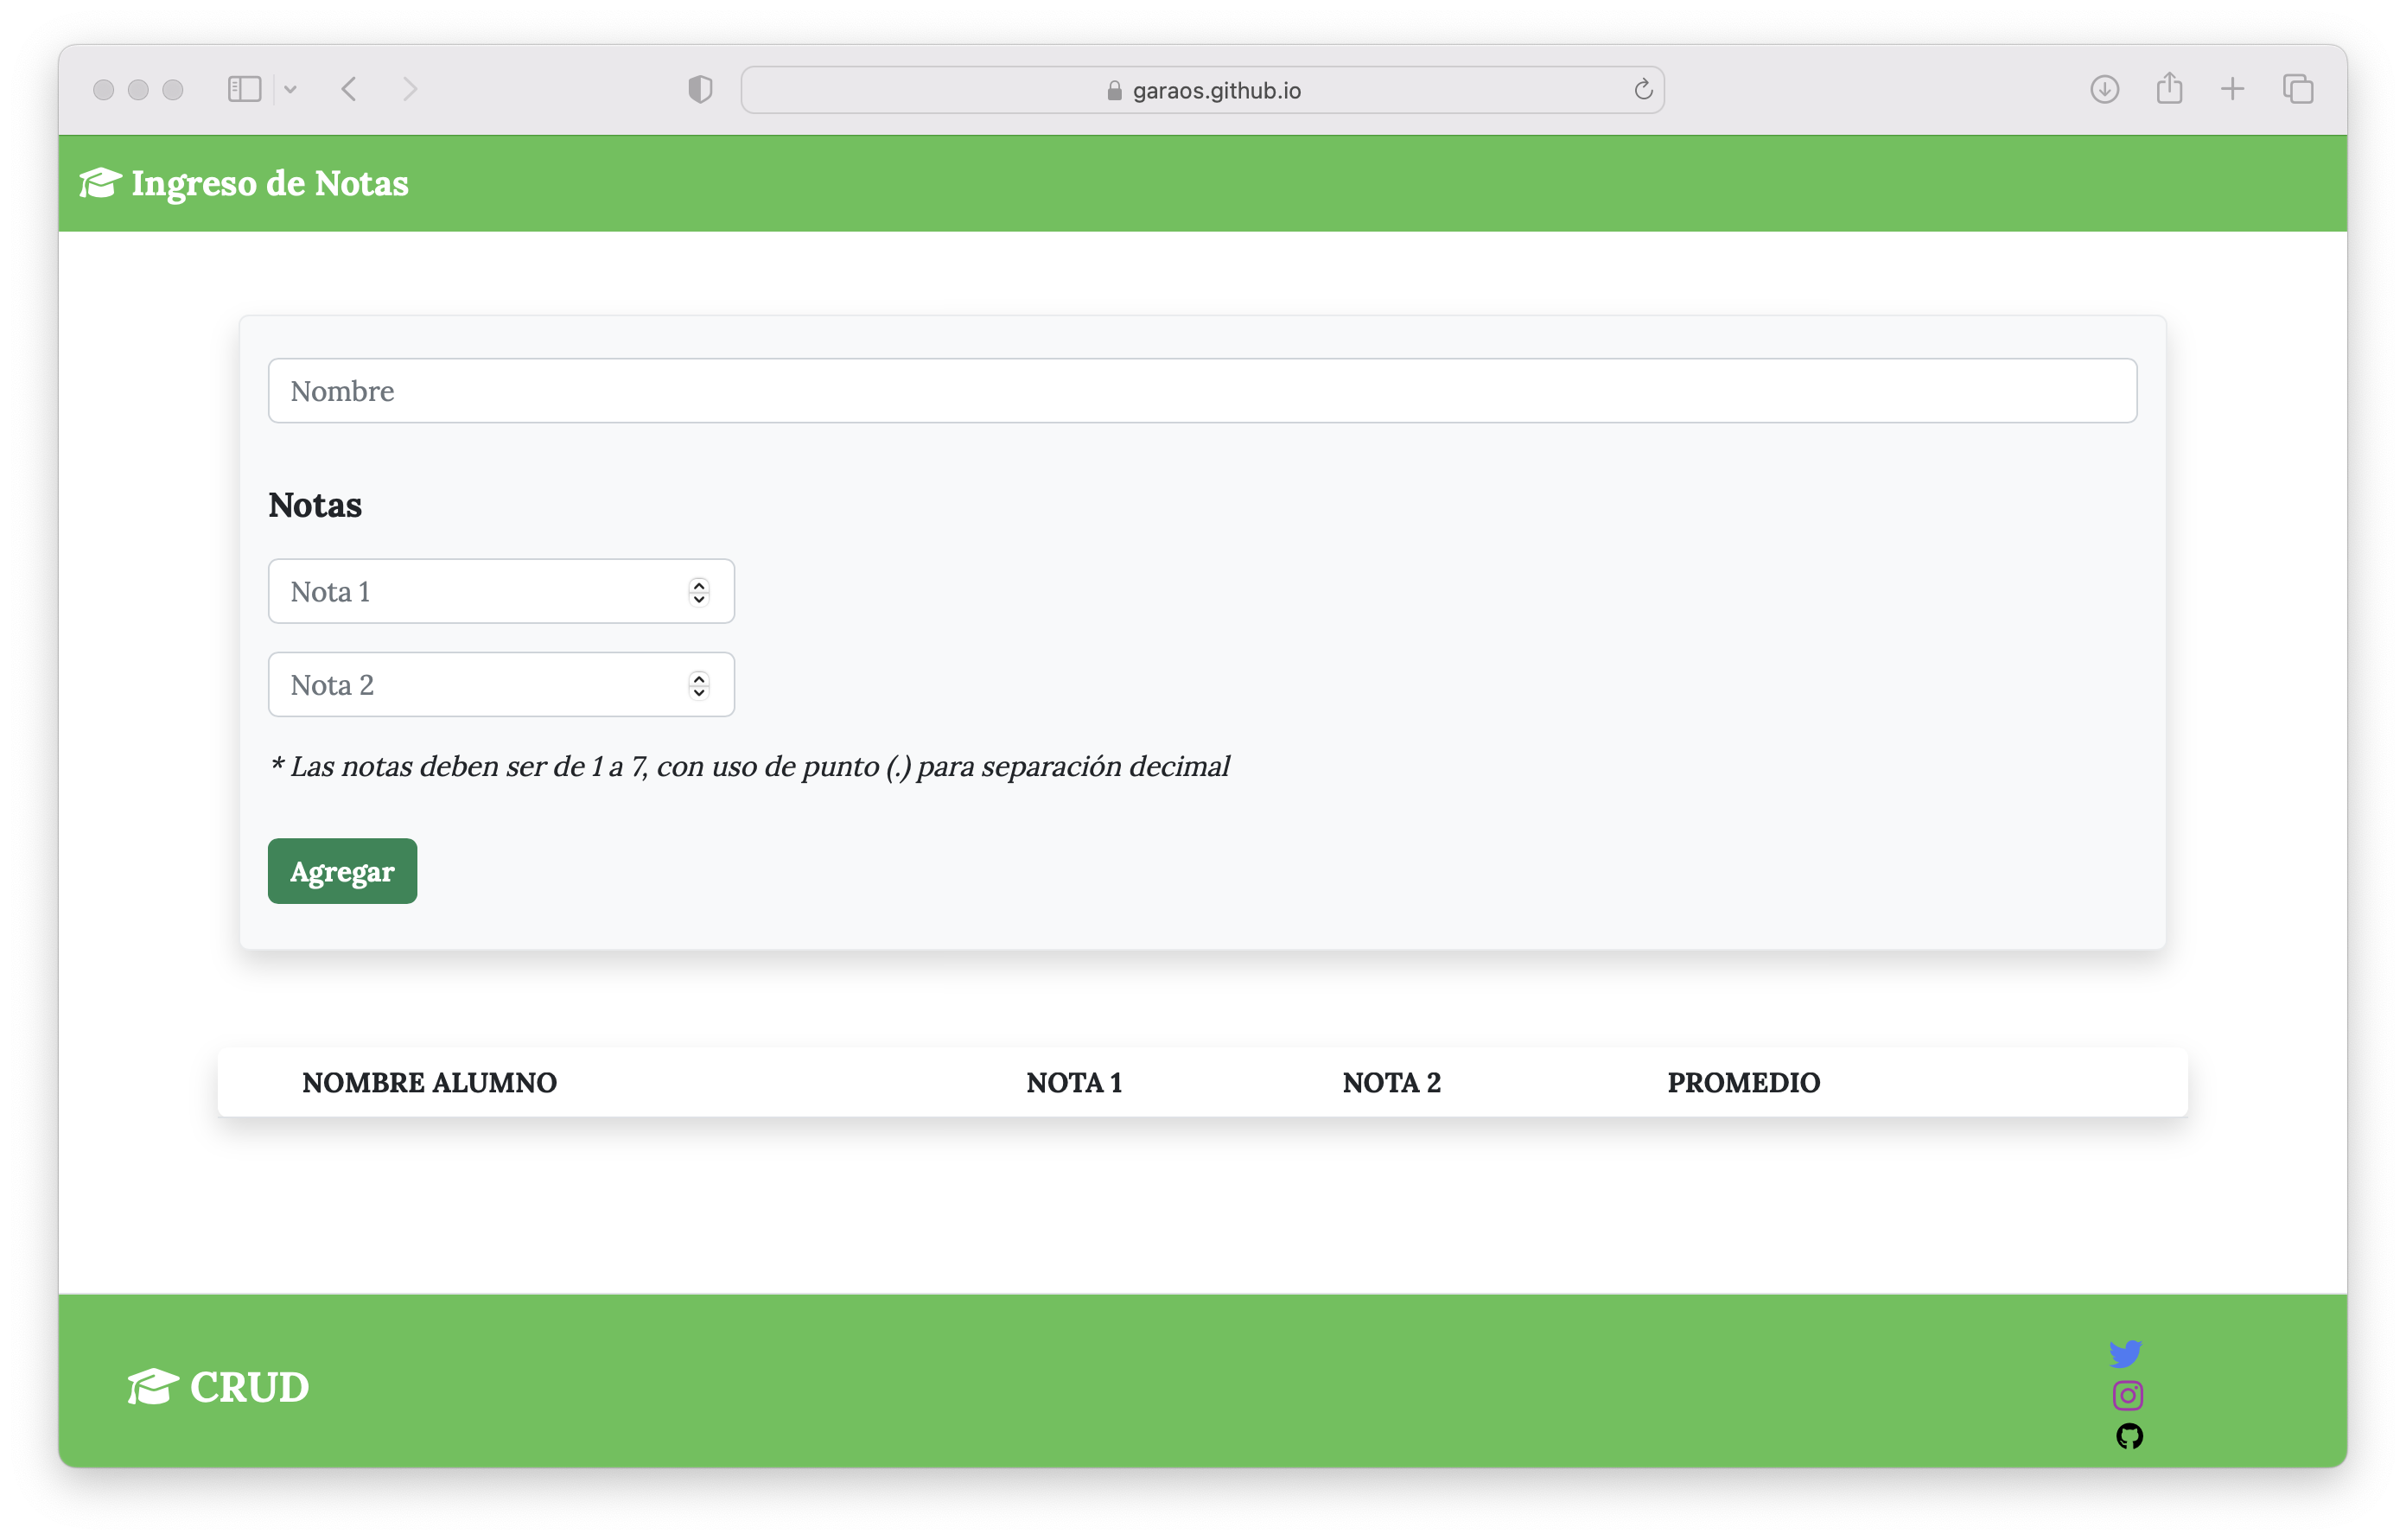 garaos.github.io
Ingreso de Notas
Nombre
Notas
Nota 1
Nota 2
* Las notas deben ser de 1 a 7, con uso de punto (.) para separación decimal
Agregar
NOMBRE ALUMNO NOTA 1 NOTA 2 PROMEDIO
CRUD